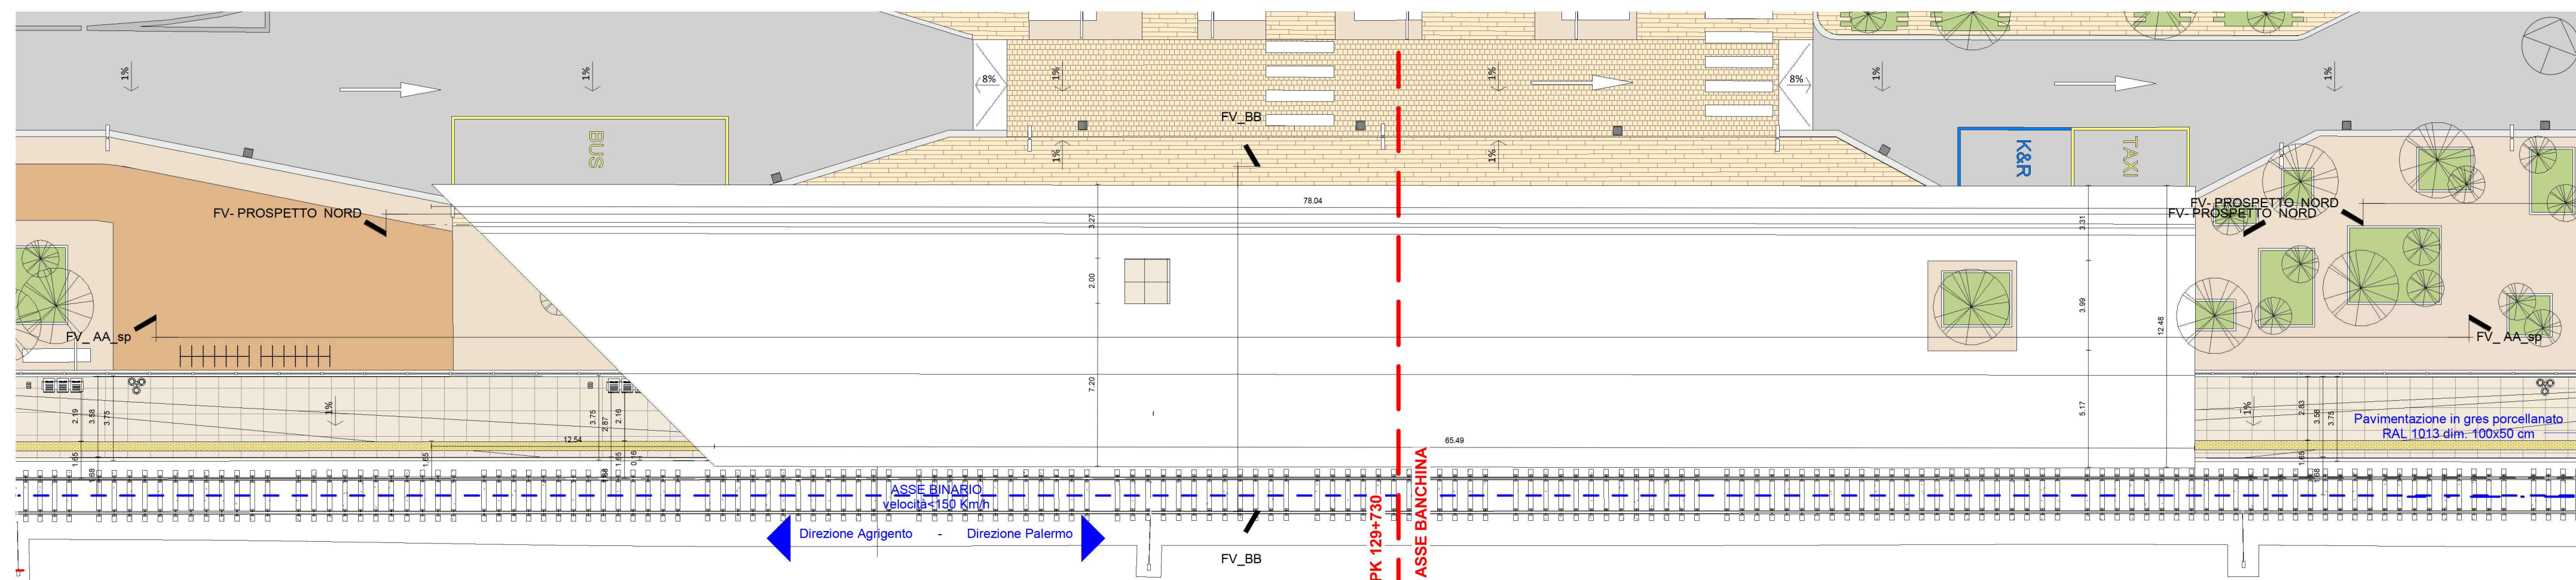 1%
1%
8%
1%
1%
8%
1%
1%
BUS
FV_BB
1%
1%
K&R
TAXI
FV- PROSPETTO NORD
78.04
3.27
3.31
FV- PROSPETTO NORD
FV- PROSPETTO NORD
2.00
3.99
12.48
FV_ AA_sp
FV_ AA_sp
7.20
5.17
2.19
3.58
3.75
1%
3.75
2.87
2.16
1%
2.83
3.58
3.75
Pavimentazione in gres porcellanato
RAL 1013 dim. 100x50 cm
12.54
65.49
1.65
1.68
1.65
1.68
1.65
0.16
1.65
1.68
ASSE BINARIO
velocità<150 Km/h
Direzione Agrigento - Direzione Palermo
FV_BB
PK 129+730
ASSE BANCHINA